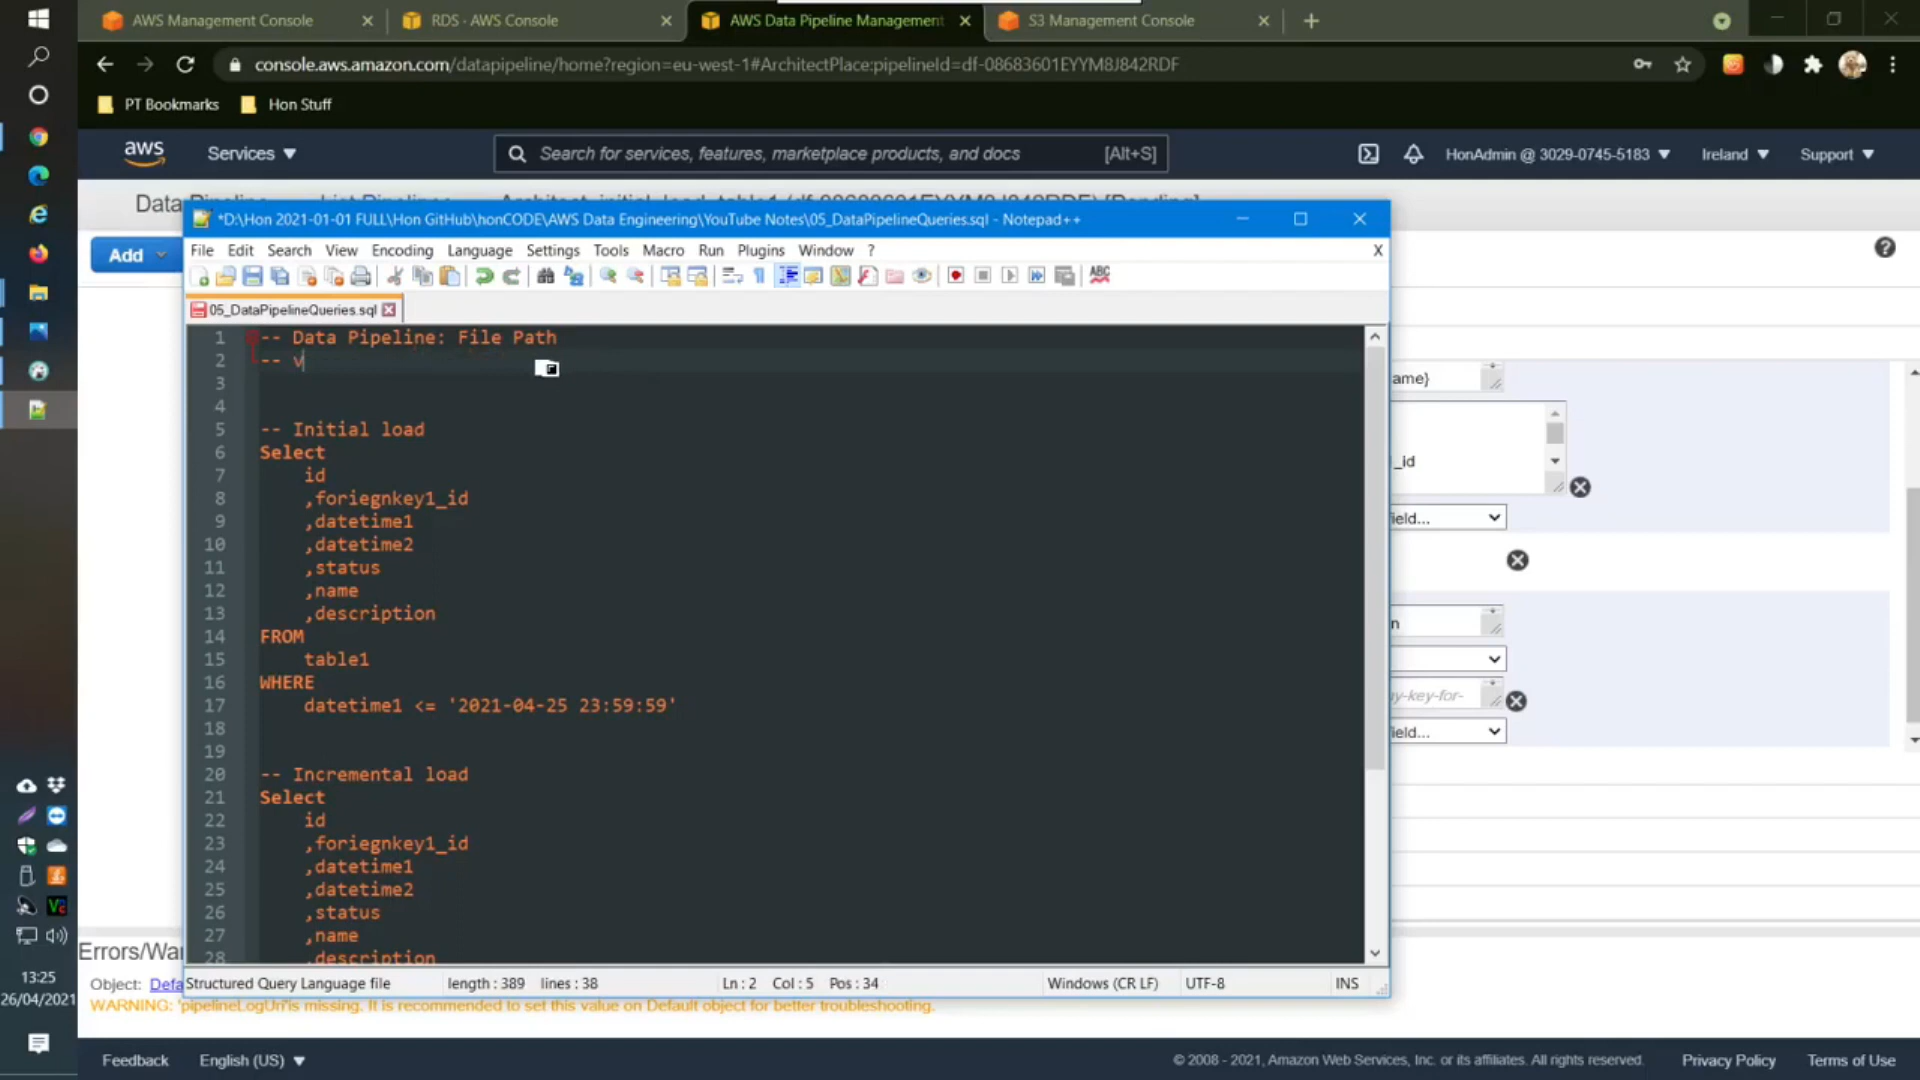 AWS Management Console
RDS - AWS Console
AWS Data Pipeline Management
S3 Management Console
console.aws.amazon.com/datapipeline/home?region=eu-west-1#ArchitectPlace:pipelineId=df-08683601EYYM8J842RDF
PT Bookmarks
Hon Stuff
aws
Services
Search for services, features, marketplace products, and docs
[Alt+S]
HonAdmin @ 3029-0745-5183
Ireland
Support
*D:\Hon 2021-01-01 FULL\Hon GitHub\honCODE\AWS Data Engineering\YouTube Notes\05_DataPipelineQueries.sql - Notepad++
Add
File Edit Search View Encoding Language Settings Tools Macro Run Plugins Window ?
X
ABC
05_DataPipelineQueries.sql
1 -- Data Pipeline: File Path
2 -- v
3
4
5 -- Initial load
6 Select
7 id
8 ,foriegnkey1_id
9 ,datetime1
10 ,datetime2
11 ,status
12 ,name
13 ,description
14 FROM
15 table1
16 WHERE
17 datetime1 <= '2021-04-25 23:59:59'
18
19
20 -- Incremental load
21 Select
22 id
23 ,foriegnkey1_id
24 ,datetime1
25 ,datetime2
26 ,status
27 ,name
28 ,description
ame}
_id
ield...
n
y-key-for-
ield...
Errors/War
Object: Defa
Structured Query Language file
length : 389 lines : 38
Ln : 2 Col : 5 Pos : 34
Windows (CR LF)
UTF-8
INS
WARNING: 'pipelineLogUri'is missing. It is recommended to set this value on Default object for better troubleshooting.
13:25
26/04/2021
Feedback
English (US)
© 2008 - 2021, Amazon Web Services, Inc. or its affiliates. All rights reserved.
Privacy Policy
Terms of Use